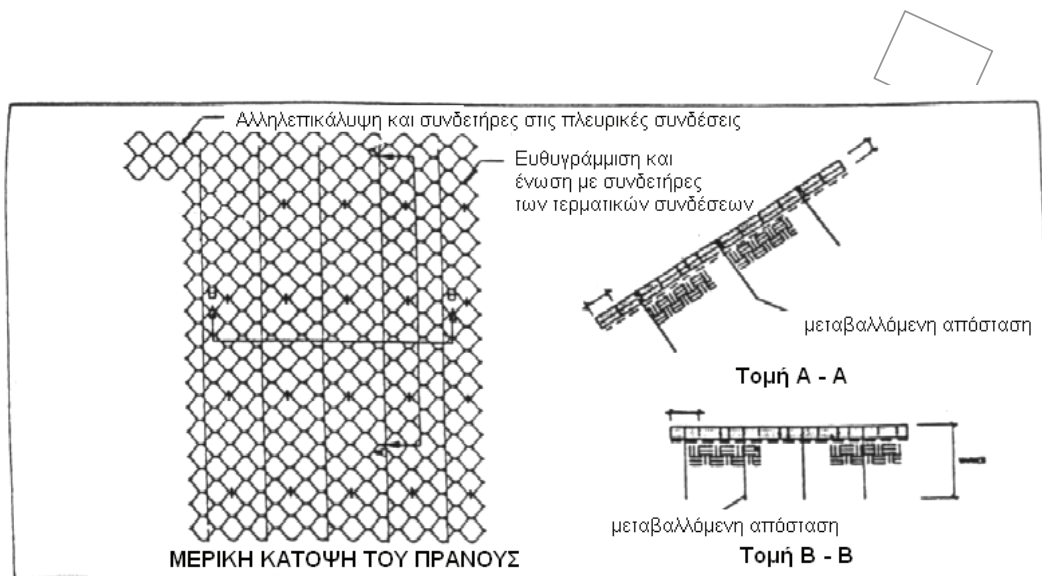 Αλληλεπικάλυψη και συνδετήρες στις πλευρικές συνδέσεις
Ευθυγράμμιση και
ένωση με συνδετήρες
των τερματικών συνδέσεων
μεταβαλλόμενη απόσταση
Τομή Α - Α
μεταβαλλόμενη απόσταση
ΜΕΡΙΚΗ ΚΑΤΟΨΗ ΤΟΥ ΠΡΑΝΟΥΣ
Τομή Β - Β